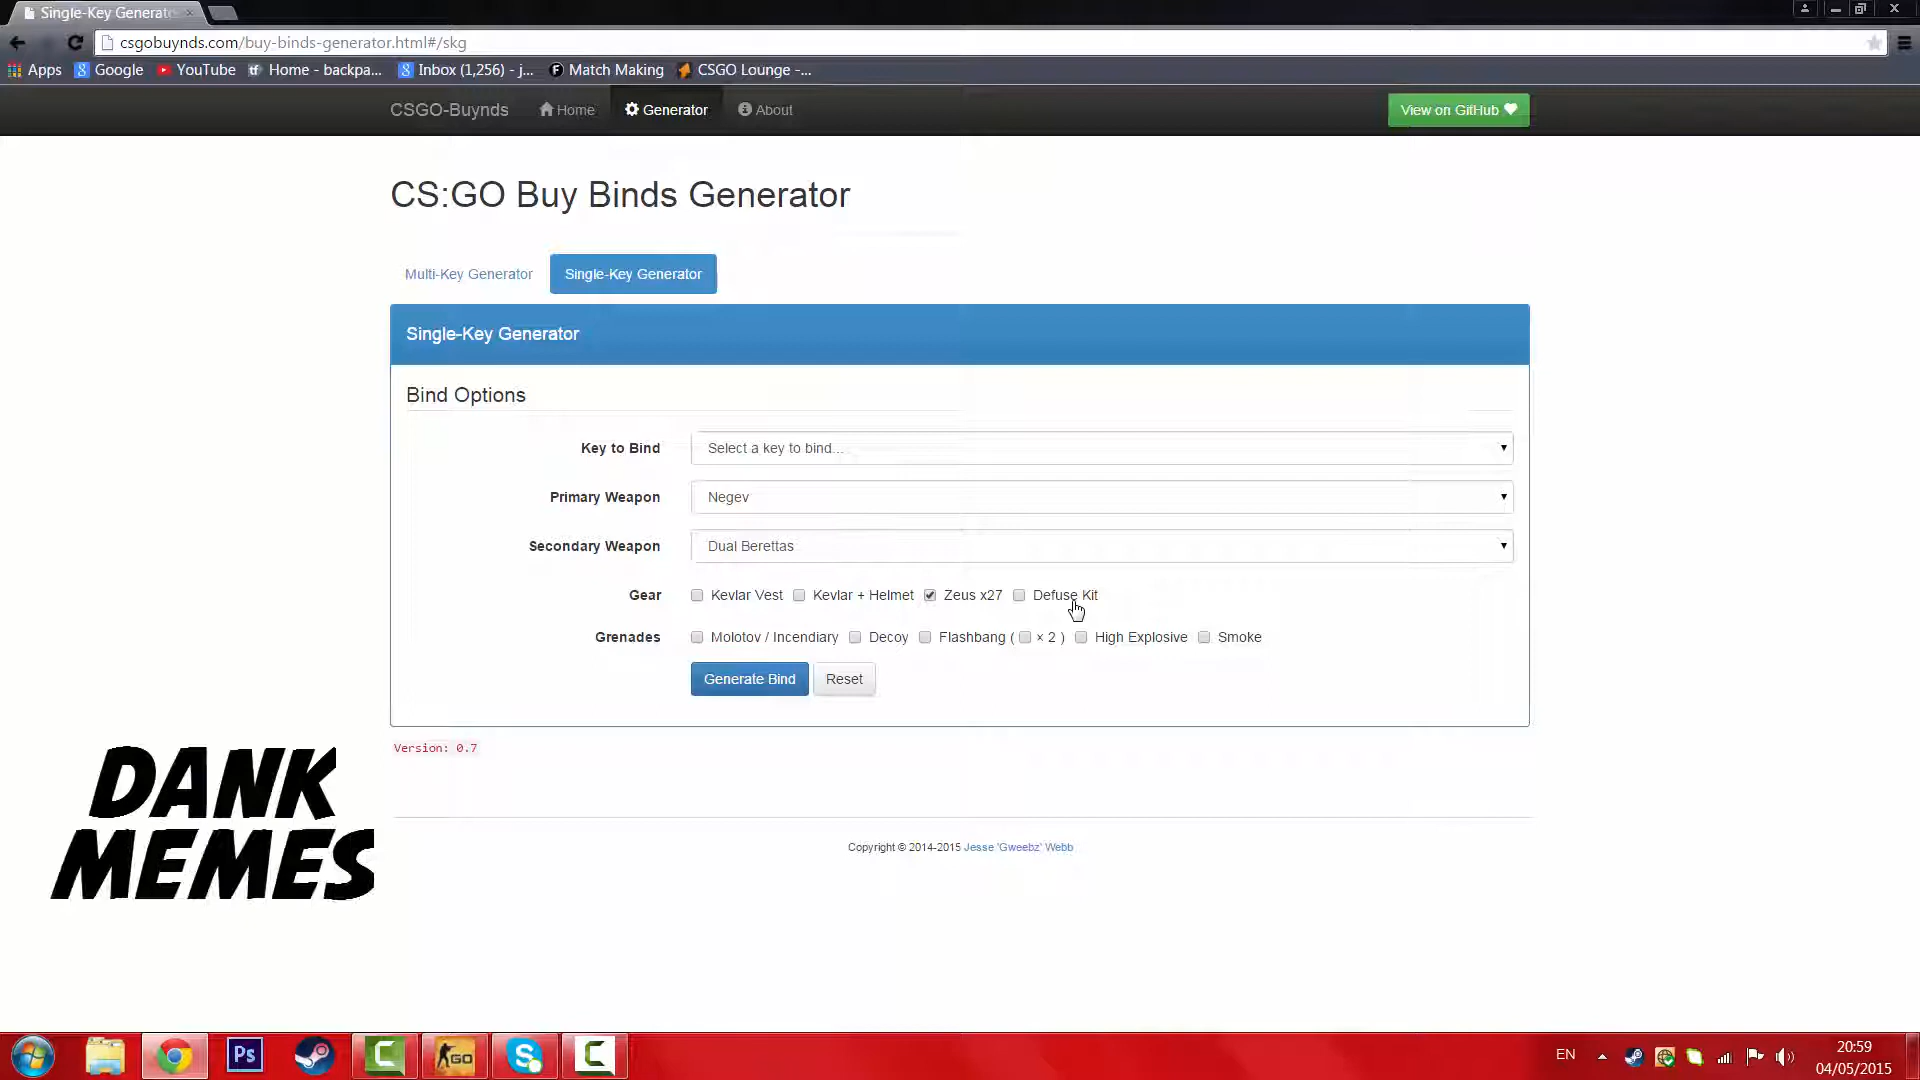 Single-Key Generato
csgobuynds.com/buy-binds-generator.html#/skg
Apps Google YouTube Home - backpa... Inbox (1,256) - j... Match Making CSGO Lounge -...
CSGO-Buynds Home Generator About View on GitHub
CS:GO Buy Binds Generator
Multi-Key Generator Single-Key Generator
Single-Key Generator
Bind Options
Key to Bind Select a key to bind...
Primary Weapon Negev
Secondary Weapon Dual Berettas
Gear Kevlar Vest Kevlar + Helmet Zeus x27 Defuse Kit
Grenades Molotov / Incendiary Decoy Flashbang ( × 2 ) High Explosive Smoke
Generate Bind Reset
Version: 0.7
DANK
MEMES
Copyright © 2014-2015 Jesse 'Gweebz' Webb
Ps GO EN 20:59
04/05/2015